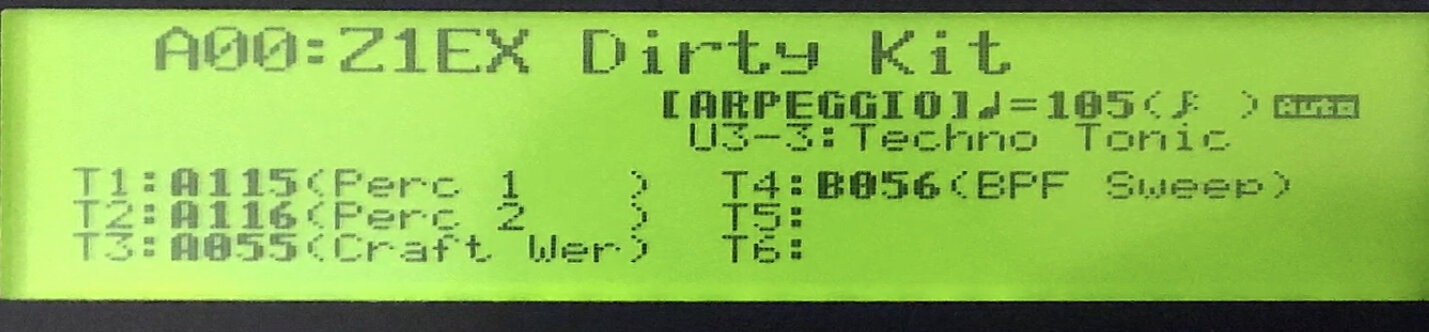 A00:Z1EX Dirty Kit
[ARPEGGIO]♩=105(𝅘𝅥𝅯 ) Auto
U3-3:Techno Tonic
T1:A115(Perc 1 ) T4:B056(BPF Sweep)
T2:A116(Perc 2 ) T5:
T3:A055(Craft Wer) T6: